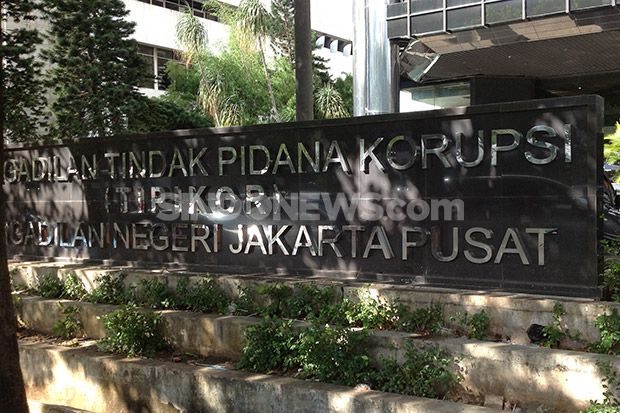 GADILAN TINDAK PIDANA KORUPSI
(TIPIKOR)
SINDONEWS.com
GADILAN NEGERI JAKARTA PUSAT